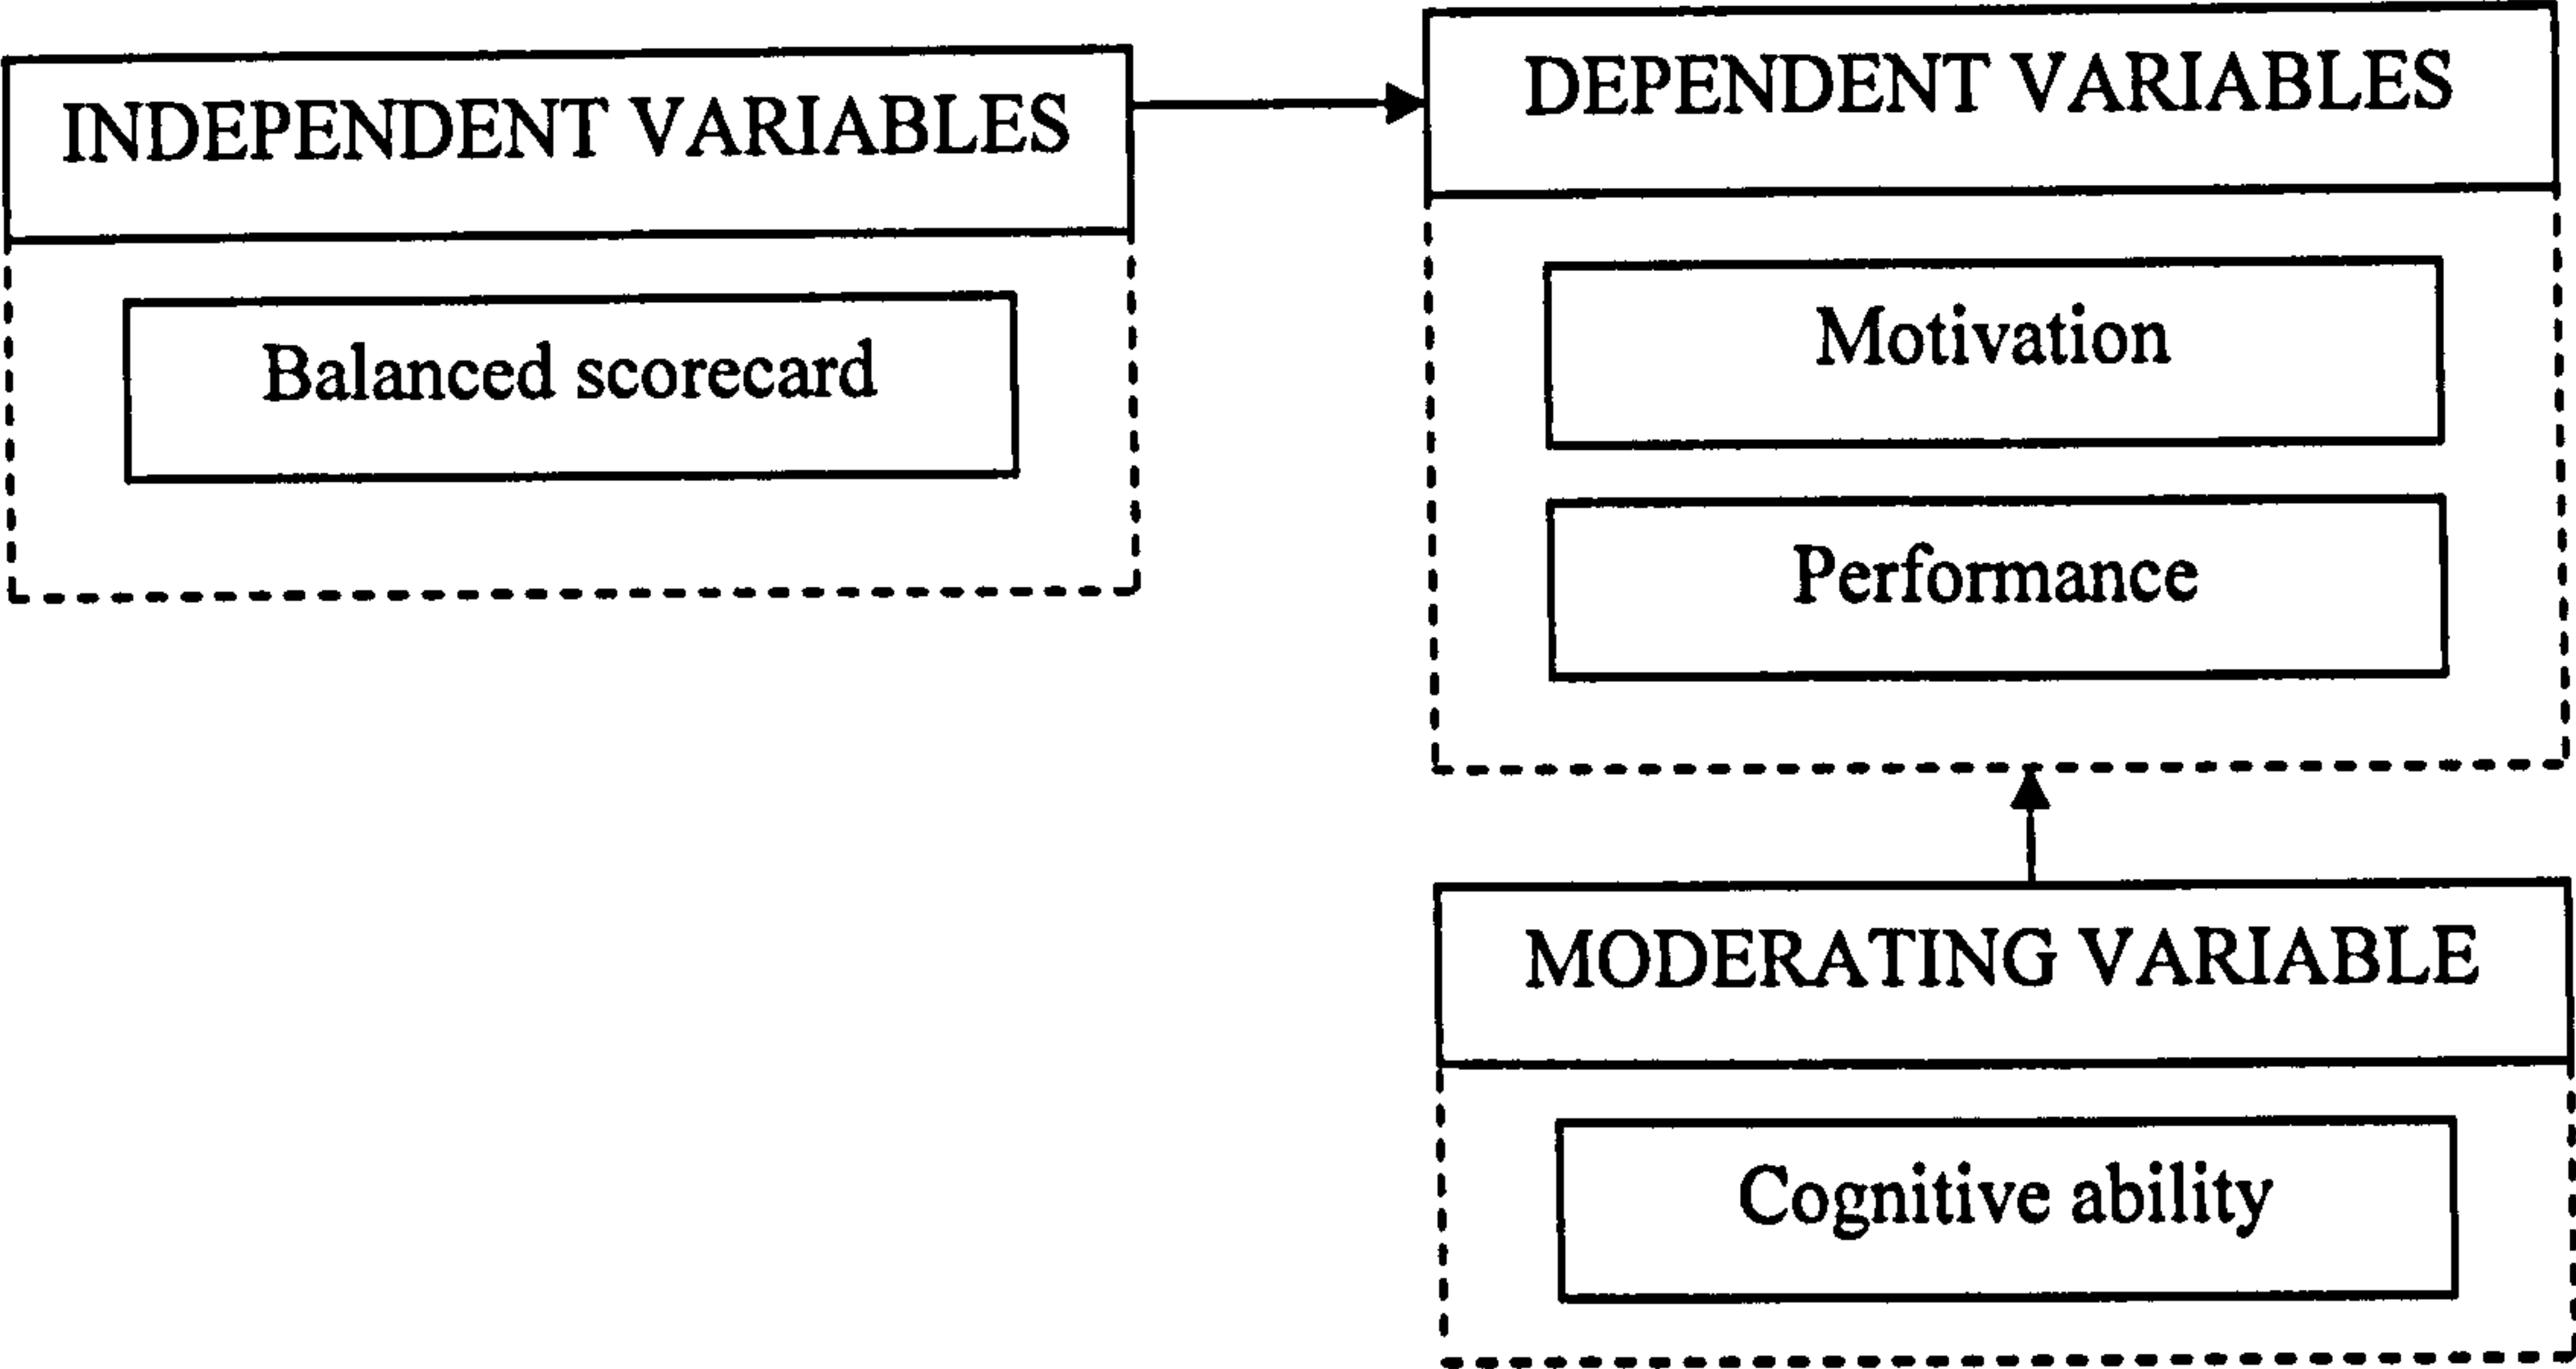 INDEPENDENT VARIABLES
Balanced scorecard
DEPENDENT VARIABLES
Motivation
Performance
MODERATING VARIABLE
Cognitive ability